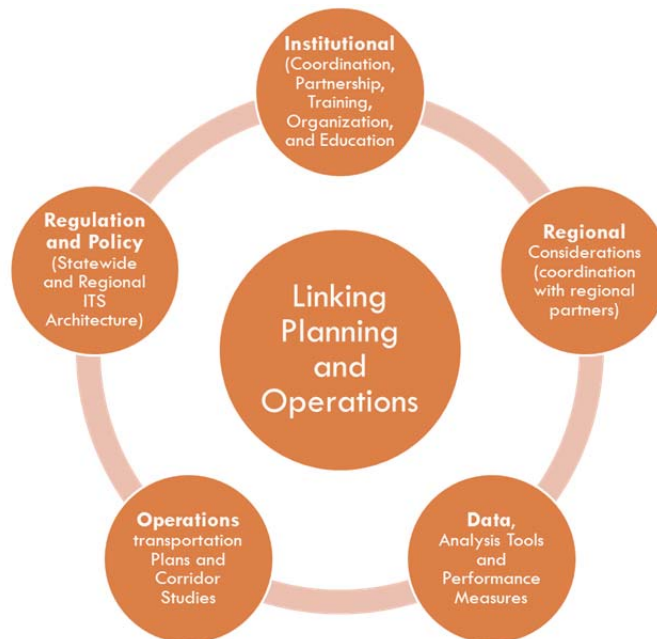 Institutional
(Coordination,
Partnership,
Training,
Organization,
and Education
Regional
Considerations
(coordination
with regional
partners)
Data,
Analysis Tools
and
Performance
Measures
Operations
transportation
Plans and
Corridor
Studies
Regulation
and Policy
(Statewide
and Regional
ITS
Architecture)
Linking
Planning
and
Operations